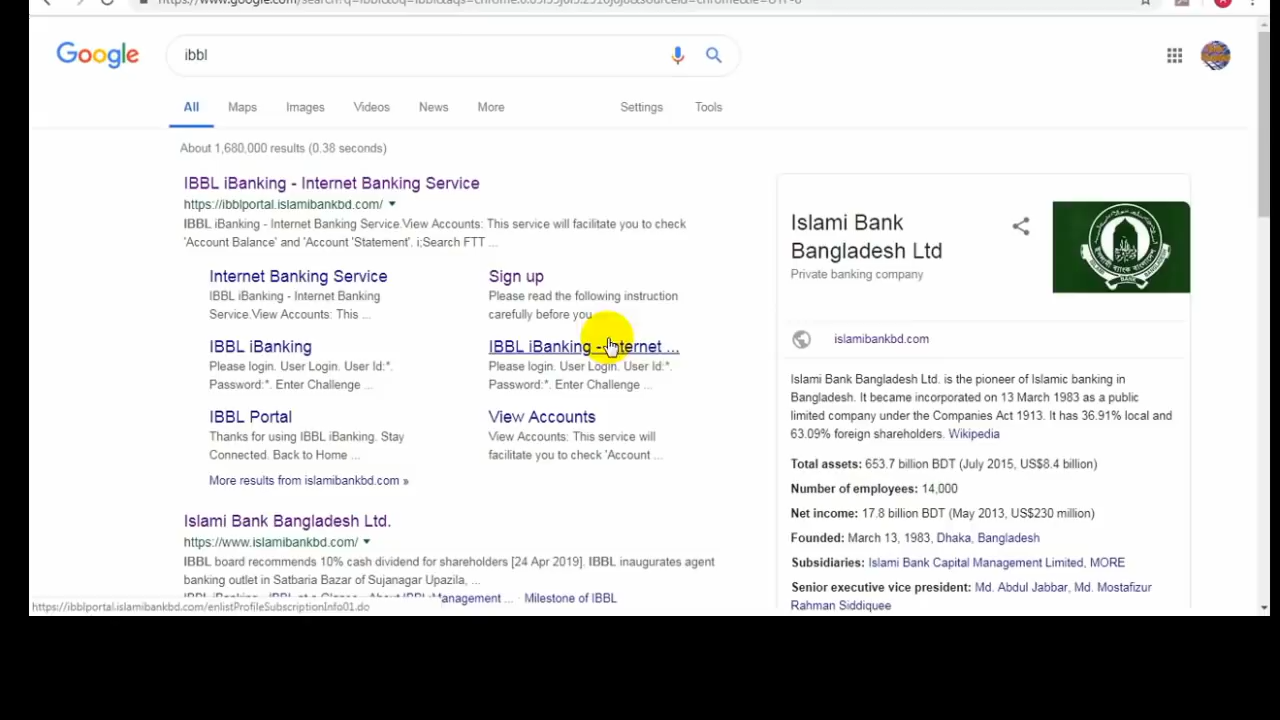 Google
ibbl
All Maps Images Videos News More Settings Tools
About 1,680,000 results (0.38 seconds)
IBBL iBanking - Internet Banking Service
https://ibblportal.islamibankbd.com/
IBBL iBanking - Internet Banking Service.View Accounts: This service will facilitate you to check
'Account Balance' and 'Account 'Statement'. i;Search FTT ...
Internet Banking Service
IBBL iBanking - Internet Banking
Service.View Accounts: This ...
Sign up
Please read the following instruction
carefully before you
IBBL iBanking
Please login. User Login. User Id:*.
Password:*. Enter Challenge ...
IBBL iBanking - Internet ...
Please login. User Login. User Id:*.
Password:*. Enter Challenge ...
IBBL Portal
Thanks for using IBBL iBanking. Stay
Connected. Back to Home ...
View Accounts
View Accounts: This service will
facilitate you to check 'Account ...
More results from islamibankbd.com »
Islami Bank Bangladesh Ltd.
https://www.islamibankbd.com/
IBBL board recommends 10% cash dividend for shareholders [24 Apr 2019]. IBBL inaugurates agent
banking outlet in Satbaria Bazar of Sujanagar Upazila, ...
Management ... Milestone of IBBL
https://ibblportal.islamibankbd.com/enlistProfileSubscriptionInfo01.do
Islami Bank
Bangladesh Ltd
Private banking company
islamibankbd.com
Islami Bank Bangladesh Ltd. is the pioneer of Islamic banking in
Bangladesh. It became incorporated on 13 March 1983 as a public
limited company under the Companies Act 1913. It has 36.91% local and
63.09% foreign shareholders. Wikipedia
Total assets: 653.7 billion BDT (July 2015, US$8.4 billion)
Number of employees: 14,000
Net income: 17.8 billion BDT (May 2013, US$230 million)
Founded: March 13, 1983, Dhaka, Bangladesh
Subsidiaries: Islami Bank Capital Management Limited, MORE
Senior executive vice president: Md. Abdul Jabbar, Md. Mostafizur
Rahman Siddiquee